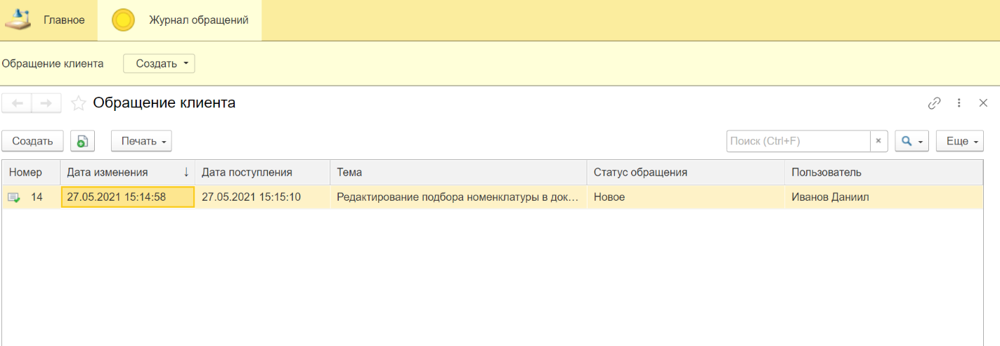 Главное Журнал обращений
Обращение клиента Создать
Обращение клиента
Создать Печать Поиск (Ctrl+F) × Еще
Номер Дата изменения ↓ Дата поступления Тема Статус обращения Пользователь
14 27.05.2021 15:14:58 27.05.2021 15:15:10 Редактирование подбора номенклатуры в док... Новое Иванов Даниил